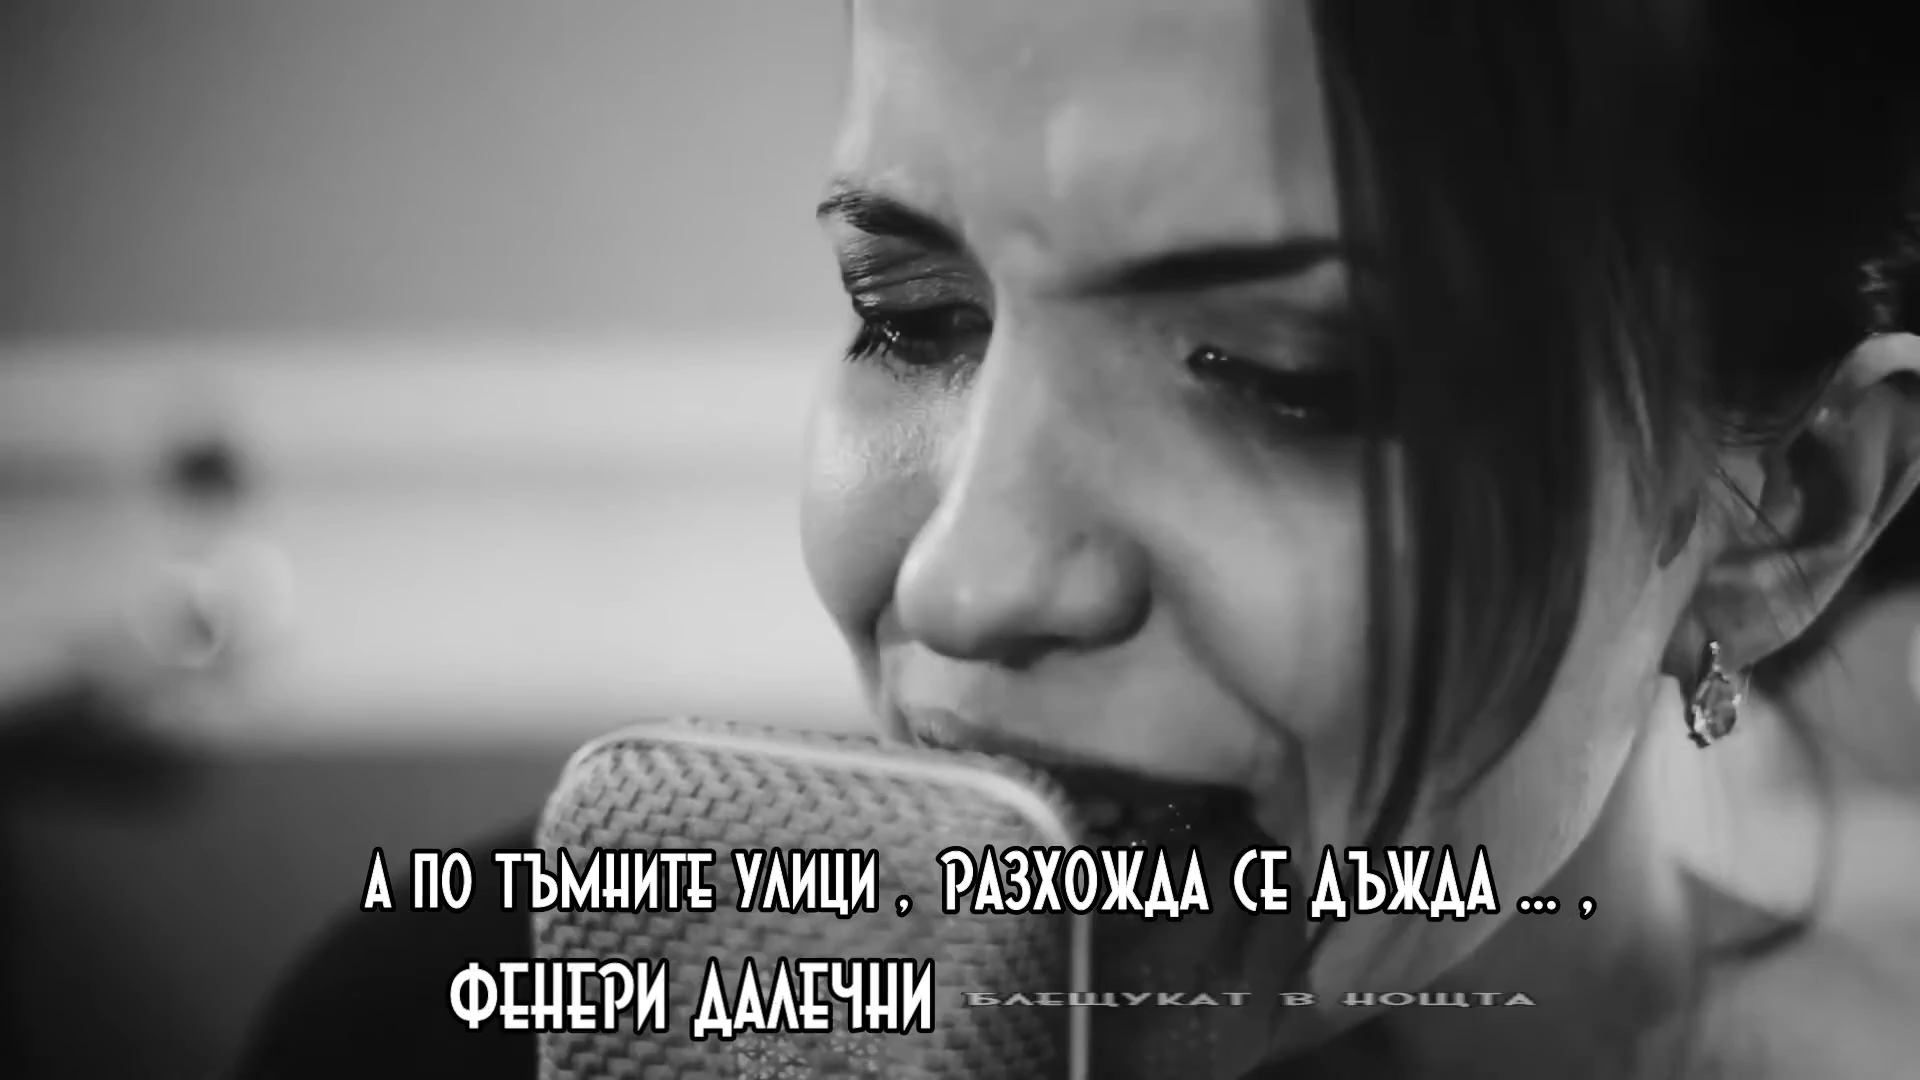 А ПО ТЪМНИТЕ УЛИЦИ , РАЗХОЖДА СЕ ДЪЖДА ... ,
ФЕНЕРИ ДАЛЕЧНИ БЛЕЩУКАТ В НОЩТА